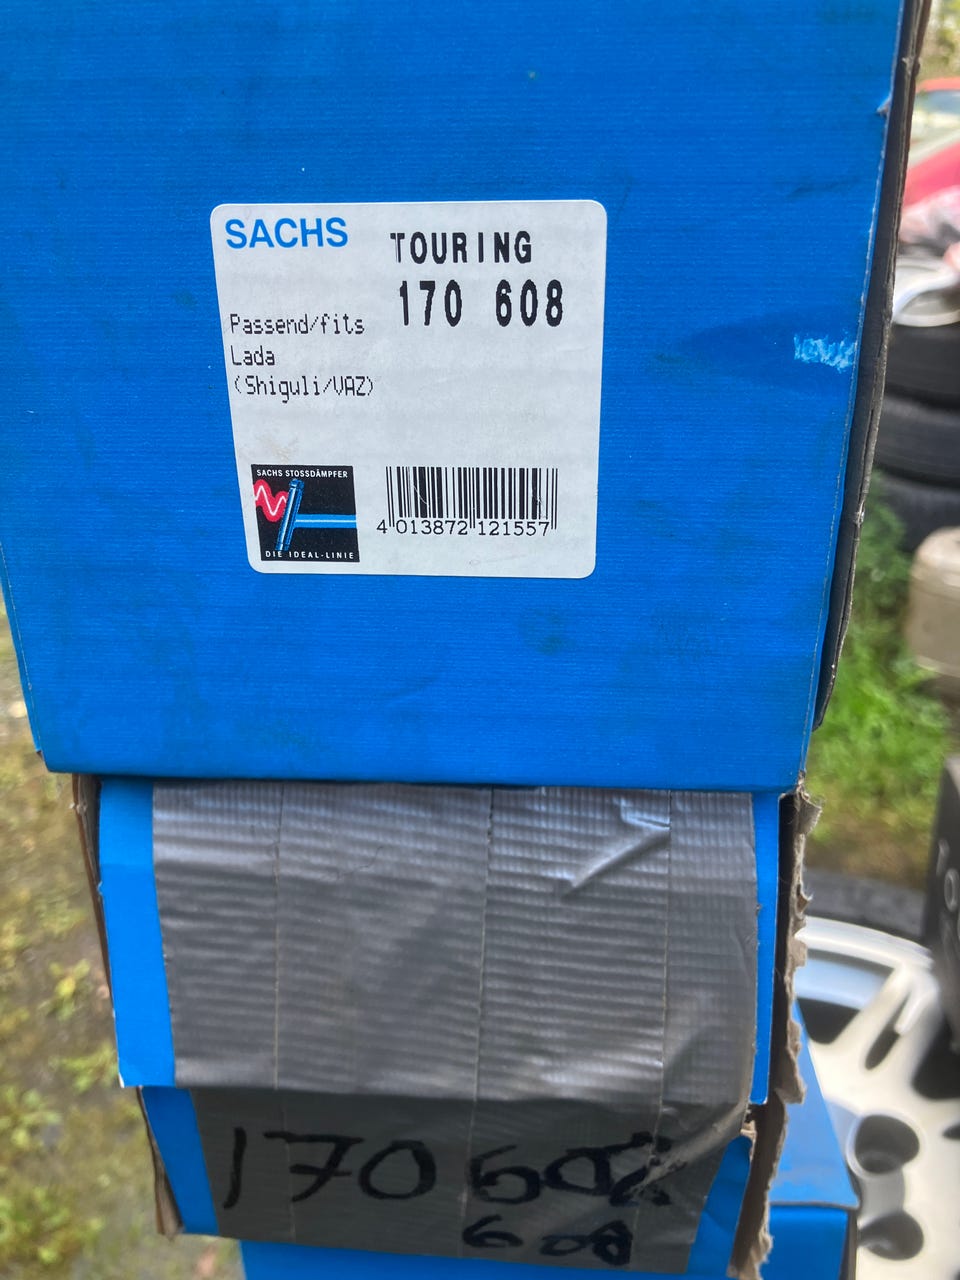 SACHS
TOURING
170 608
Passend/fits
Lada
(Shiguli/VAZ)
SACHS STOSSDÄMPFER
DIE IDEAL-LINIE
4 013872 121557
170
608